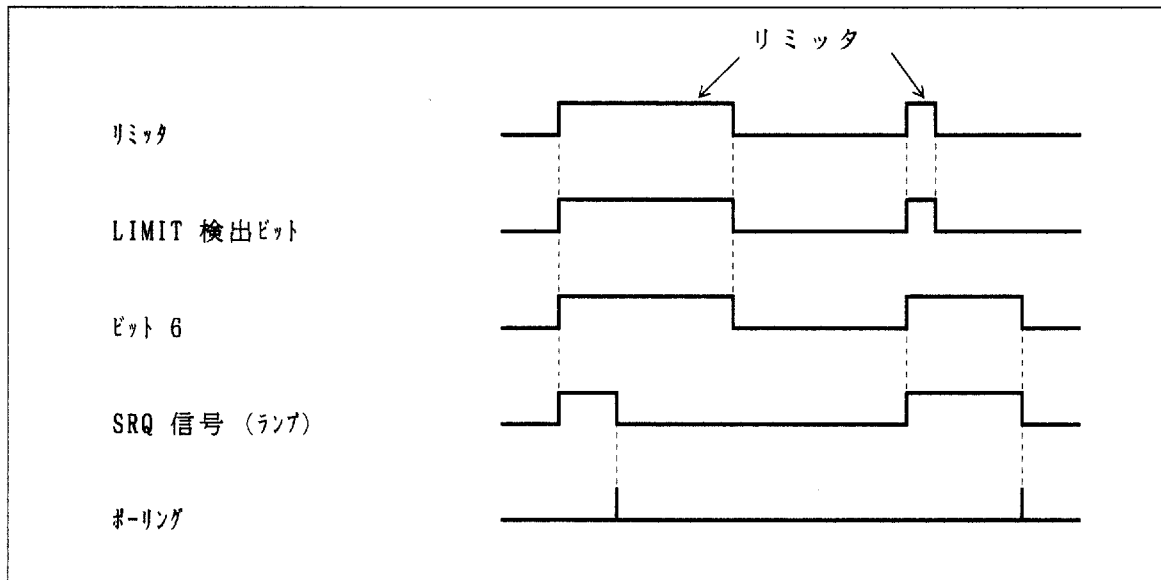 リミッタ
リミッタ
LIMIT 検出ビット
ビット 6
SRQ 信号 (ランプ)
ポーリング